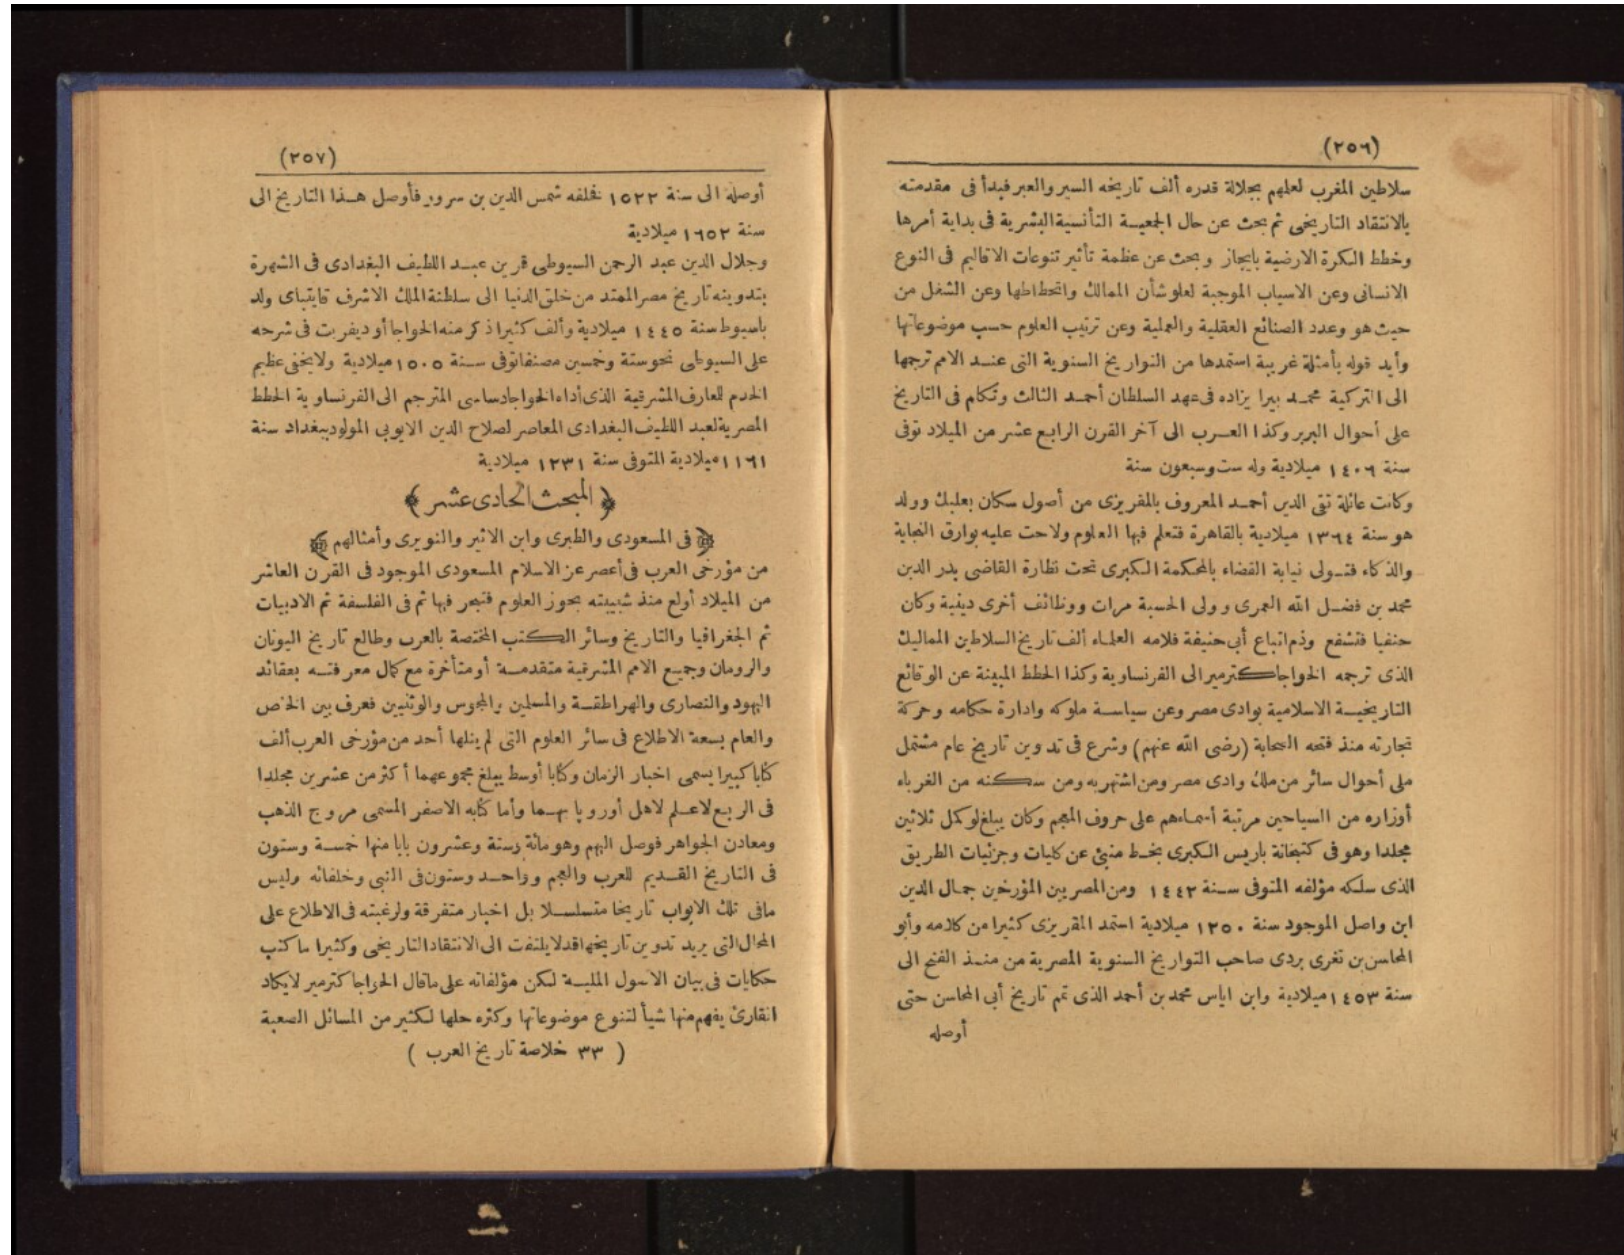 (٢٥٦)
سلاطين المغرب لعلهم بجلالة قدره ألف تاريخه السير والعبر فيبدأ فى مقدمته
بالانتقاد التاريخى ثم بحث عن حال الجمعية التأنسية البشرية فى بداية أمرها
وخطط الكرة الارضية بايجاز وبحث عن عظمة تأثير تنوعات الاقاليم فى النوع
الانسانى وعن الاسباب الموجبة لعلو شأن الممالك وانحطاطها وعن الشغل من
حيث هو وعدد الصنائع العقلية والعملية وعن ترتيب العلوم حسب موضوعاتها
وأيد قوله بأمثلة غريبة استمدها من التواريخ السنوية التى عند الامم ترجمها
الى التركية محمد بيرا يزاده فى عهد السلطان أحمد الثالث وتكلم فى التاريخ
على أحوال البربر وكذا العرب الى آخر القرن الرابع عشر من الميلاد توفى
سنة ١٤٠٦ ميلادية وله ست وسبعون سنة
وكانت عائلة تقى الدين أحمد المعروف بالمقريزى من أصول سكان بعلبك وولد
هو سنة ١٣٦٤ ميلادية بالقاهرة فتعلم فيها العلوم ولاحت عليه بوارق النجابة
والذكاء فتولى نيابة القضاء بالمحكمة الكبرى تحت نظارة القاضى بدر الدين
محمد بن فضل الله العمرى وولى الحسبة مرات ووظائف أخرى دينية وكان
حنفيا فتشفع وذم اتباع أبى حنيفة فلامه العلماء ألف تاريخ السلاطين المماليك
الذى ترجمه الخواجا كترمير الى الفرنساوية وكذا الخطط المبينة عن الوقائع
التاريخية الاسلامية بوادى مصر وعن سياسة ملوكه وادارة حكامه وحركة
تجارته منذ فتحه الصحابة (رضى الله عنهم) وشرع فى تدوين تاريخ عام مشتمل
على أحوال سائر من ملك وادى مصر ومن اشتهر به ومن سكنه من الغرباء
أوزاره من السياحين مرتبة أسماءهم على حروف المعجم وكان يبلغ لوكمل ثلاثين
مجلدا وهو فى كتبخانة باريس الكبرى بخط منبئ عن كليات وجزئيات الطريق
الذى سلكه مؤلفه المتوفى سنة ١٤٤٢ ومن المصريين المؤرخين جمال الدين
ابن واصل الموجود سنة ١٢٥٠ ميلادية استمد المقريزى كثيرا من كلامه وأبو
المحاسن بن تغرى بردى صاحب التواريخ السنوية المصرية من منذ الفتح الى
سنة ١٤٥٣ ميلادية وابن اياس محمد بن أحمد الذى تمم تاريخ أبى المحاسن حتى
أوصله
(٢٥٧)
أوصله الى سنة ١٥٢٢ فخلفه شمس الدين بن سرور فأوصل هذا التاريخ الى
سنة ١٦٥٢ ميلادية
وجلال الدين عبد الرحمن السيوطى قرين عبد اللطيف البغدادى فى الشهرة
بتدوينه تاريخ مصر الممتد من خلق الدنيا الى سلطنة الملك الاشرف قايتباى ولد
باسيوط سنة ١٤٤٥ ميلادية وألف كثيرا ذكر منه الخواجا أوديفريت فى شرحه
على السيوطى نحو ستة وخمسين مصنفا توفى سنة ١٥٠٥ ميلادية ولا يخفى عظيم
الخدم للمعارف المشرقية الذى أداه الخواجا دساسى المترجم الى الفرنساوية الخطط
المصرية لعبد اللطيف البغدادى المعاصر لصلاح الدين الايوبى المولود ببغداد سنة
١١٦١ ميلادية المتوفى سنة ١٢٣١ ميلادية
﴿ المبحث الحادى عشر ﴾
﴿ فى المسعودى والطبرى وابن الاثير والنويرى وأمثالهم ﴾
من مؤرخى العرب فى أعصر عز الاسلام المسعودى الموجود فى القرن العاشر
من الميلاد أولع منذ شبيبته بحوز العلوم فتبحر فيها ثم فى الفلسفة ثم الادبيات
ثم الجغرافيا والتاريخ وسائر الكتب المختصة بالعرب وطالع تاريخ اليونان
والرومان وجميع الامم المشرقية متقدمة أو متأخرة مع كمال معرفته بعقائد
اليهود والنصارى والهراطقة والمسلمين والمجوس والوثنيين فعرف بين الخاص
والعام بسعة الاطلاع فى سائر العلوم التى لم ينلها أحد من مؤرخى العرب ألف
كتابا كبيرا يسمى اخبار الزمان وكتابا أوسط يبلغ مجموعهما أكثر من عشرين مجلدا
فى الربع لاعلم لاهل أوروبا بهما وأما كتابه الاصغر المسمى مروج الذهب
ومعادن الجواهر فوصل اليهم وهو مائة وستة وعشرون بابا منها خمسة وستون
فى التاريخ القديم للعرب والعجم وواحد وستون فى النبى وخلفائه وليس
مافى تلك الابواب تاريخا متسلسلا بل اخبار متفرقة ولرغبته فى الاطلاع على
المحال التى يريد تدوين تاريخها قد لا يلتفت الى الانتقاد التاريخى وكثيرا ما كتب
حكايات فى بيان الاصول الملية لكن مؤلفاته على ماقال الخواجا كترمير لايكاد
القارئ يفهم منها شيأ لتنوع موضوعاتها وكثره حلها لكثير من المسائل الصعبة
( ٣٣ خلاصة تاريخ العرب )